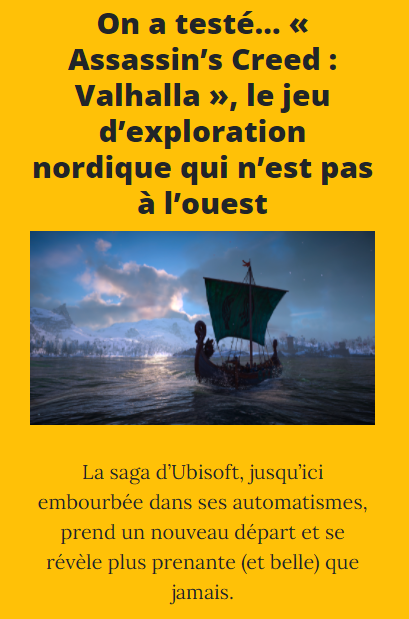 On a testé… «
Assassin’s Creed :
Valhalla », le jeu
d’exploration
nordique qui n’est pas
à l’ouest
La saga d’Ubisoft, jusqu’ici
embourbée dans ses automatismes,
prend un nouveau départ et se
révèle plus prenante (et belle) que
jamais.